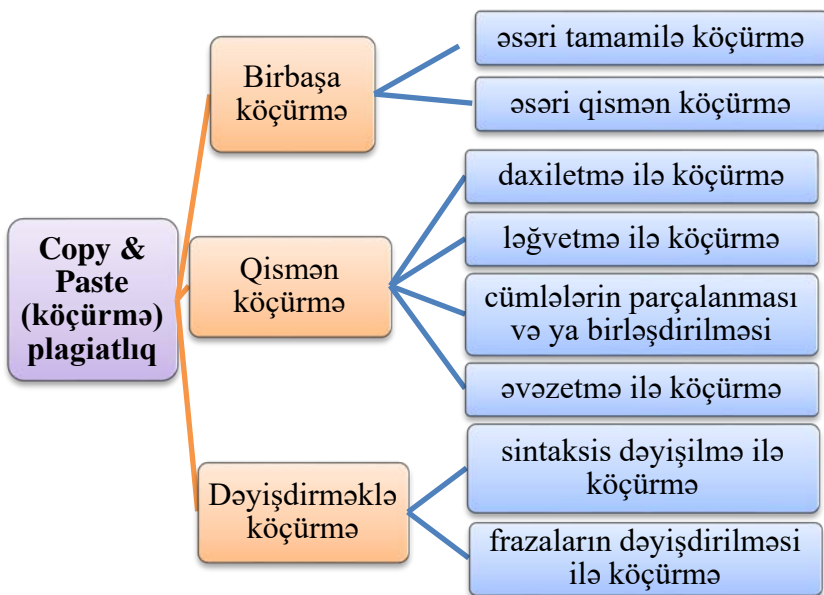 Copy &
Paste
(köçürmə)
plagiatlıq
Birbaşa
köçürmə
əsəri tamamilə köçürmə
əsəri qismən köçürmə
Qismən
köçürmə
daxiletmə ilə köçürmə
ləğvetmə ilə köçürmə
cümlələrin parçalanması
və ya birləşdirilməsi
əvəzetmə ilə köçürmə
Dəyişdirməklə
köçürmə
sintaksis dəyişilmə ilə
köçürmə
frazaların dəyişdirilməsi
ilə köçürmə